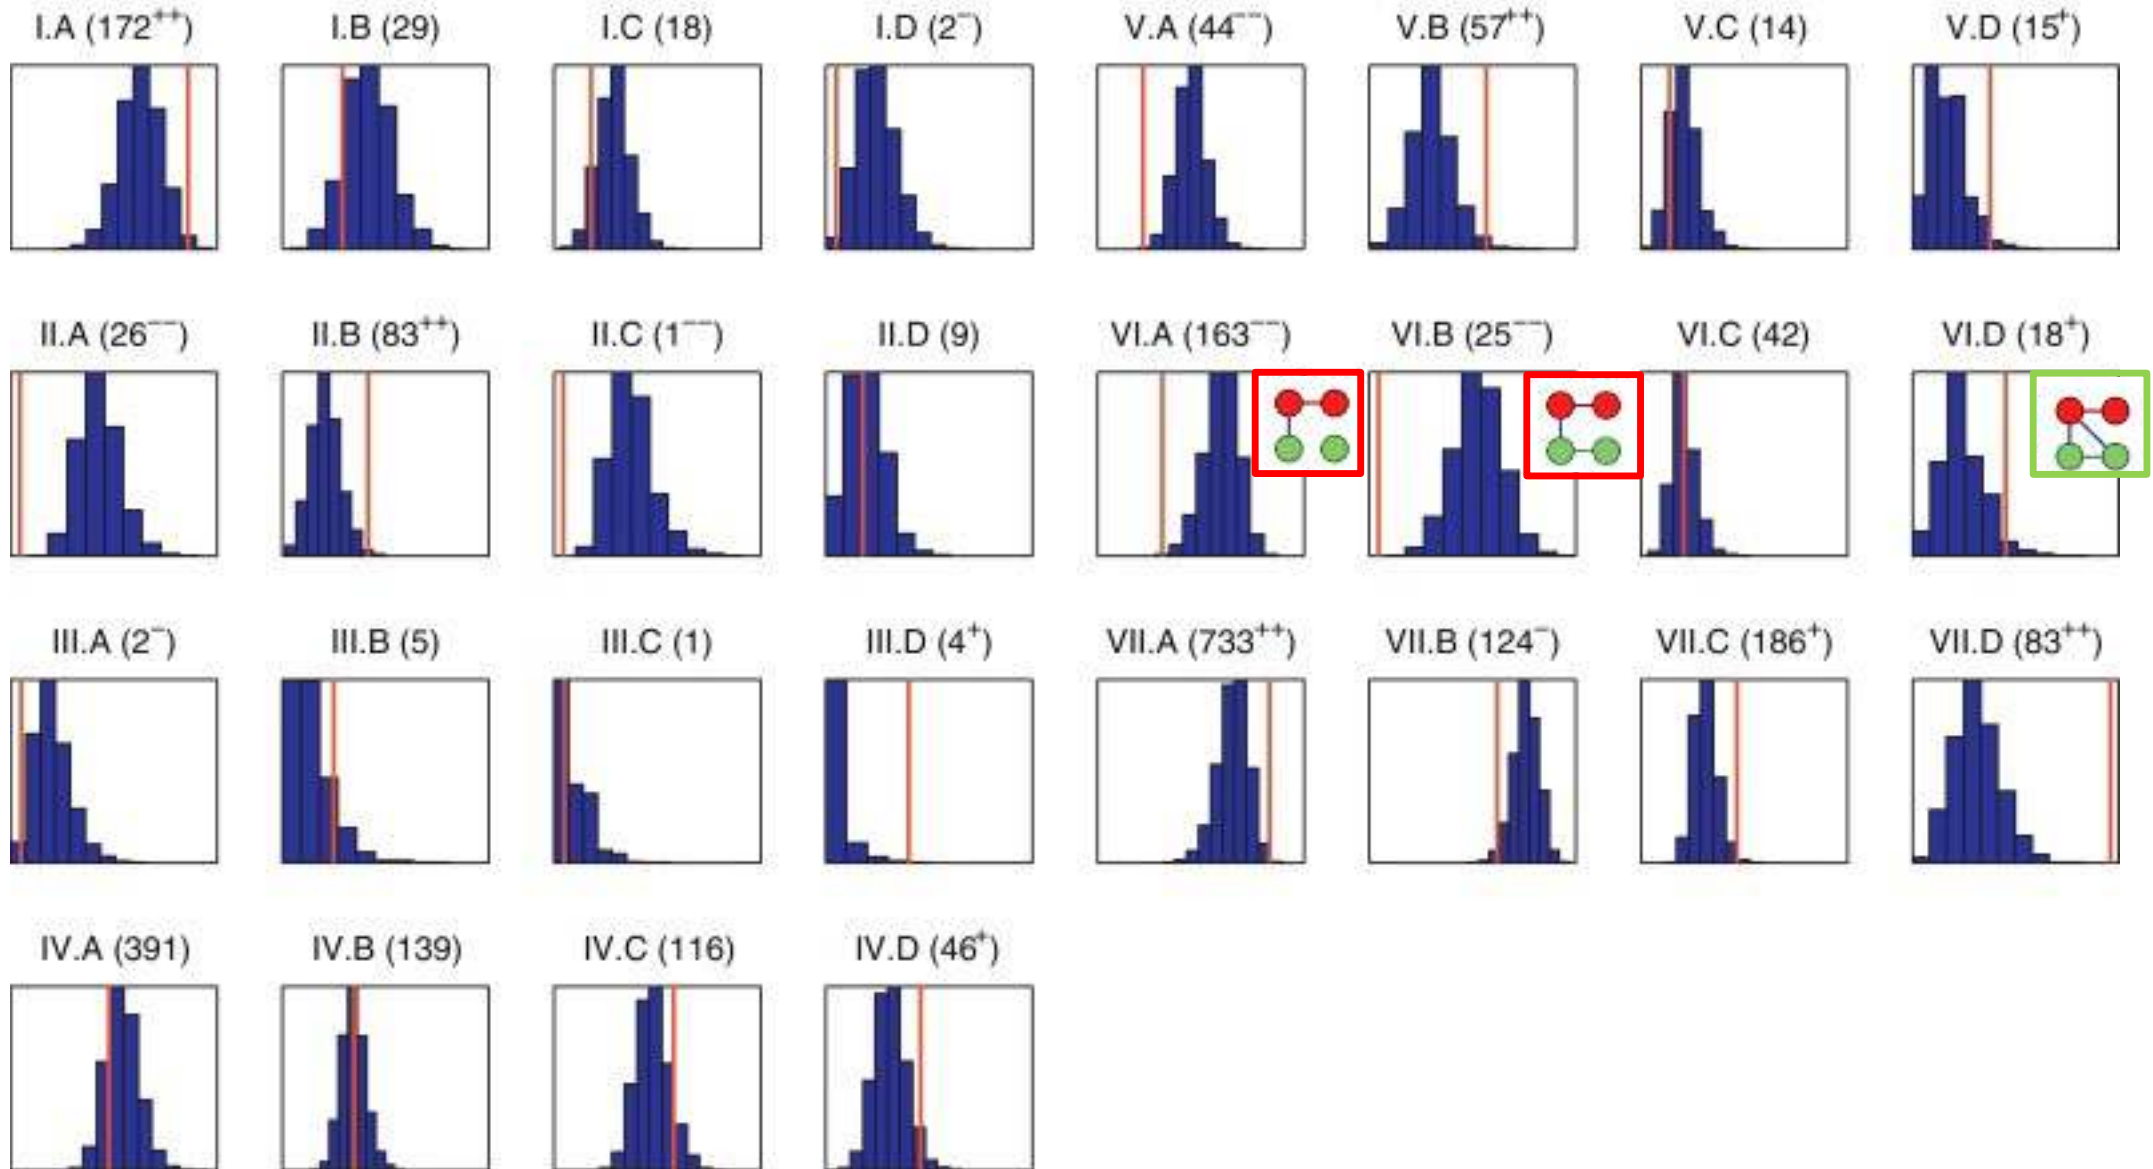 I.A (172⁺⁺) I.B (29) I.C (18) I.D (2⁻) V.A (44⁻⁻) V.B (57⁺⁺) V.C (14) V.D (15⁺)
II.A (26⁻⁻) II.B (83⁺⁺) II.C (1⁻⁻) II.D (9) VI.A (163⁻⁻) VI.B (25⁻⁻) VI.C (42) VI.D (18⁺)
III.A (2⁻) III.B (5) III.C (1) III.D (4⁺) VII.A (733⁺⁺) VII.B (124⁻) VII.C (186⁺) VII.D (83⁺⁺)
IV.A (391) IV.B (139) IV.C (116) IV.D (46⁺)